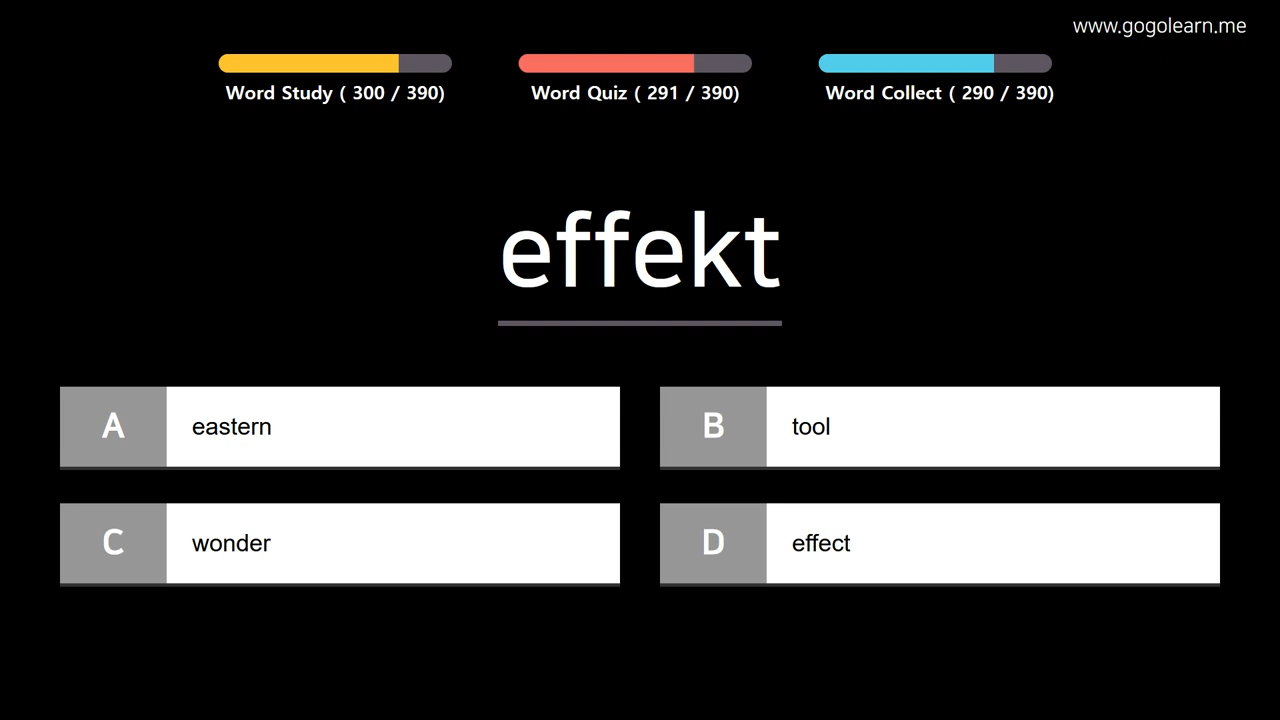 www.gogolearn.me
Word Study ( 300 / 390)
Word Quiz ( 291 / 390)
Word Collect ( 290 / 390)
effekt
A eastern
B tool
C wonder
D effect